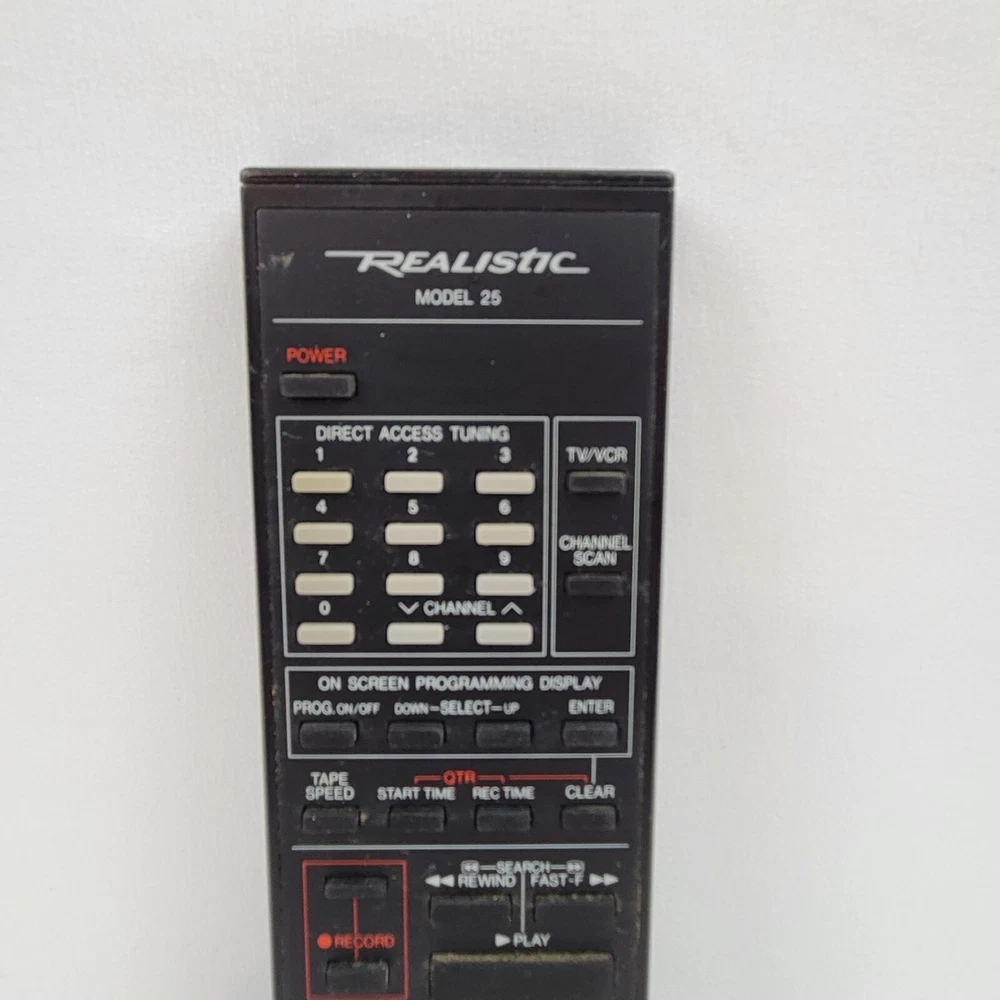 REALISTIC
MODEL 25
POWER
DIRECT ACCESS TUNING
1 2 3
TV/VCR
4 5 6
CHANNEL
SCAN
7 8 9
0 CHANNEL
ON SCREEN PROGRAMMING DISPLAY
PROG. ON/OFF DOWN-SELECT-UP ENTER
TAPE
SPEED
OTR
START TIME REC TIME CLEAR
SEARCH
REWIND FAST-F
RECORD
PLAY